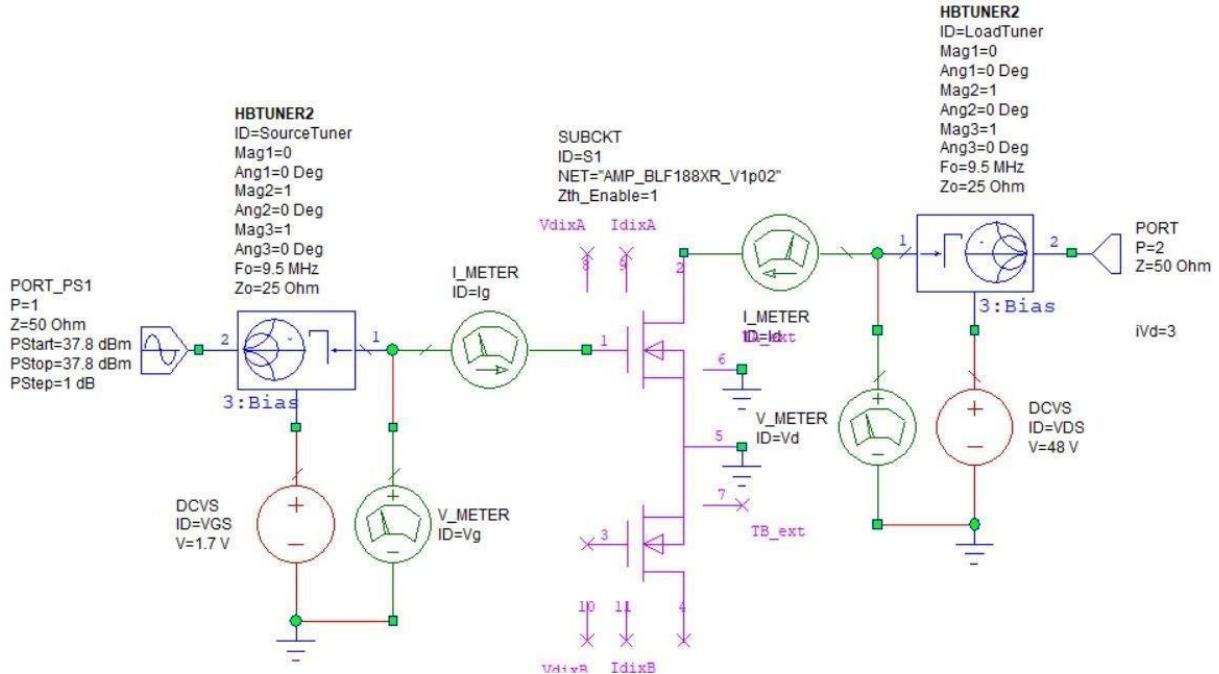 HBTUNER2
ID=LoadTuner
Mag1=0
Ang1=0 Deg
Mag2=1
Ang2=0 Deg
Mag3=1
Ang3=0 Deg
Fo=9.5 MHz
Zo=25 Ohm
HBTUNER2
ID=SourceTuner
Mag1=0
Ang1=0 Deg
Mag2=1
Ang2=0 Deg
Mag3=1
Ang3=0 Deg
Fo=9.5 MHz
Zo=25 Ohm
SUBCKT
ID=S1
NET="AMP_BLF188XR_V1p02"
Zth_Enable=1
VdixA IdixA
8 9 2
1 2
PORT
P=2
Z=50 Ohm
3:Bias
iVd=3
PORT_PS1
P=1
Z=50 Ohm
PStart=37.8 dBm
PStop=37.8 dBm
PStep=1 dB
2 1
3:Bias
I_METER
ID=Ig
1
I_METER
ID=Id
6
V_METER
ID=Vd
5
DCVS
ID=VDS
V=48 V
7
TB_ext
DCVS
ID=VGS
V=1.7 V
V_METER
ID=Vg
3
10 11 4
VdixB IdixB